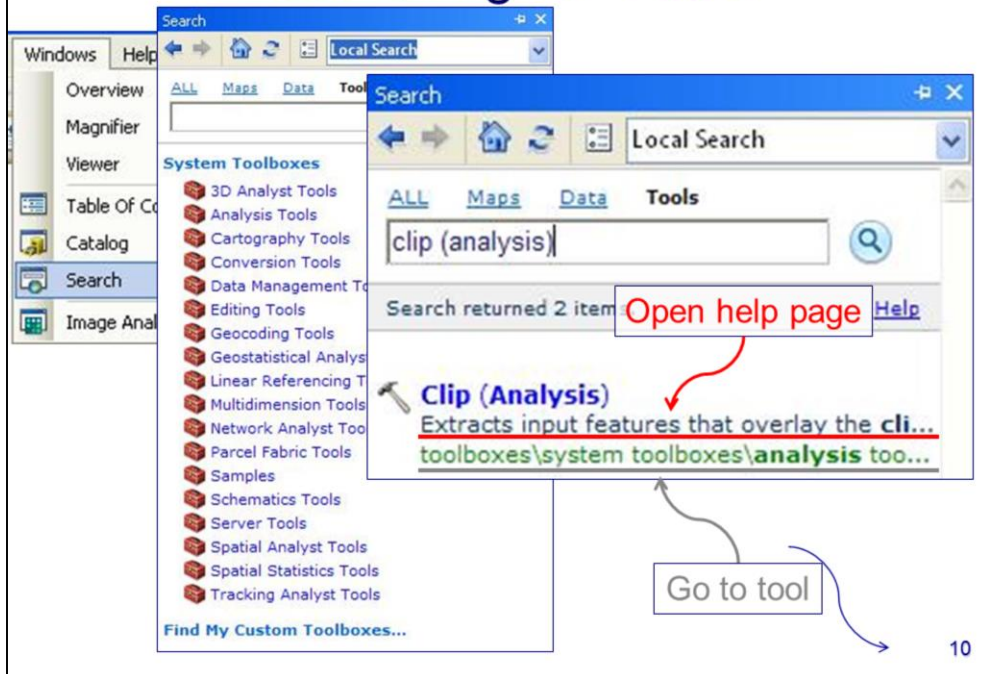 Windows Help
Overview
Magnifier
Viewer
Table Of Co
Catalog
Search
Image Anal
Search
Local Search
ALL Maps Data Tool
System Toolboxes
3D Analyst Tools
Analysis Tools
Cartography Tools
Conversion Tools
Data Management To
Editing Tools
Geocoding Tools
Geostatistical Analys
Linear Referencing T
Multidimension Tools
Network Analyst Too
Parcel Fabric Tools
Samples
Schematics Tools
Server Tools
Spatial Analyst Tools
Spatial Statistics Tools
Tracking Analyst Tools
Find My Custom Toolboxes...
Search
Local Search
ALL Maps Data Tools
clip (analysis)
Search returned 2 item Help
Open help page
Clip (Analysis)
Extracts input features that overlay the cli...
toolboxes\system toolboxes\analysis too...
Go to tool
10